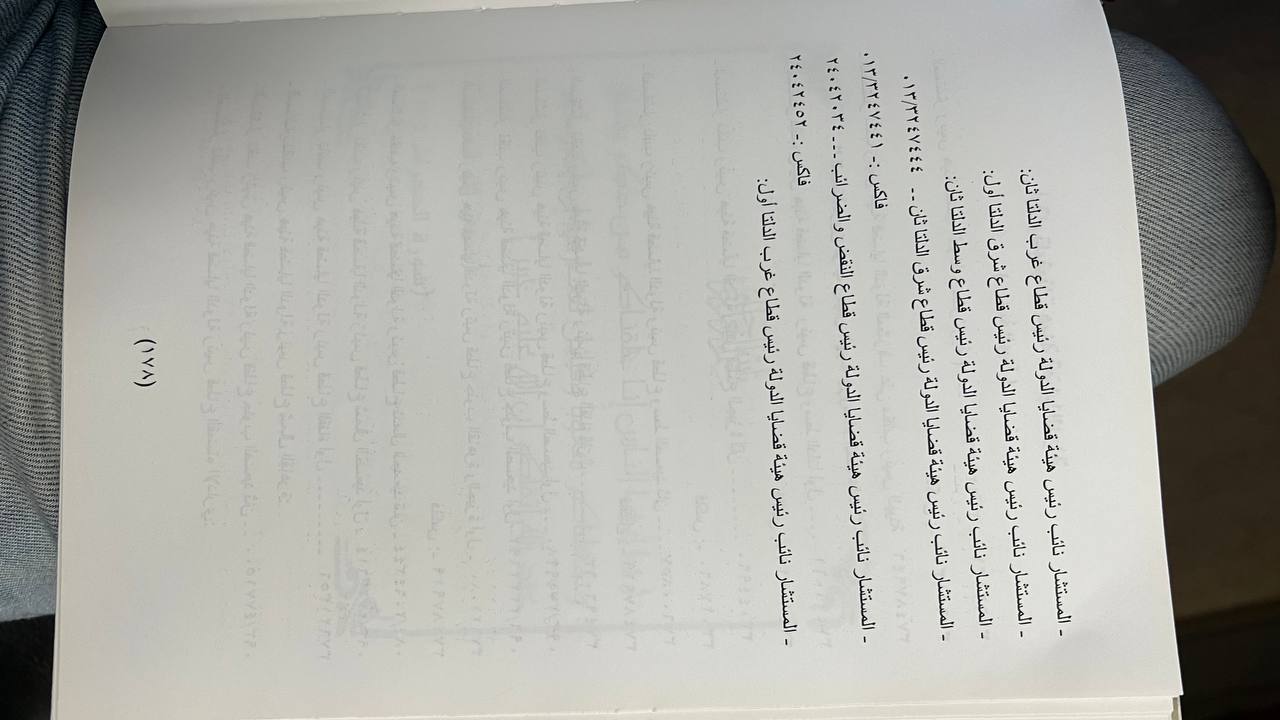 - المستشار نائب رئيس هيئة قضايا الدولة رئيس قطاع غرب الدلتا ثان:
- المستشار نائب رئيس هيئة قضايا الدولة رئيس قطاع شرق الدلتا أول:
- المستشار نائب رئيس هيئة قضايا الدولة رئيس قطاع وسط الدلتا ثان:
- المستشار نائب رئيس هيئة قضايا الدولة رئيس قطاع شرق الدلتا ثان -- ٠١٣/٣٢٤٧٤٤٤
فاكس :- ٠١٣/٣٢٤٧٤٤١
- المستشار نائب رئيس هيئة قضايا الدولة رئيس قطاع النقض والضرائب --- ٢٤٠٤٢٠٣٤
فاكس :- ٢٤٠٤٢٤٥٢
- المستشار نائب رئيس هيئة قضايا الدولة رئيس قطاع غرب الدلتا أول:
(١٧٨)